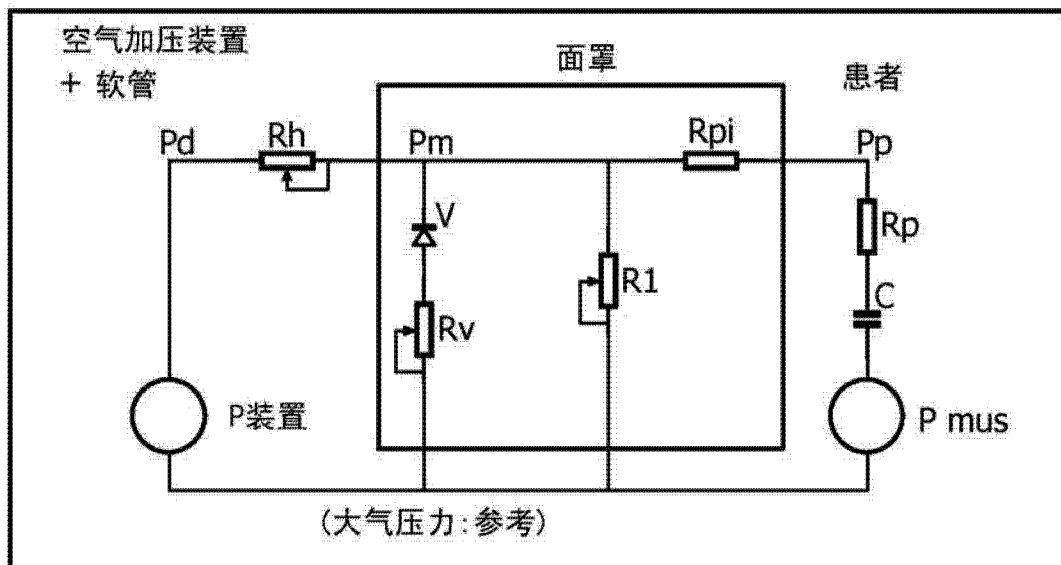 空气加压装置
+ 软管
面罩
患者
Pd
Rh
Pm
Rpi
Pp
V
Rp
R1
C
Rv
P装置
P mus
(大气压力:参考)